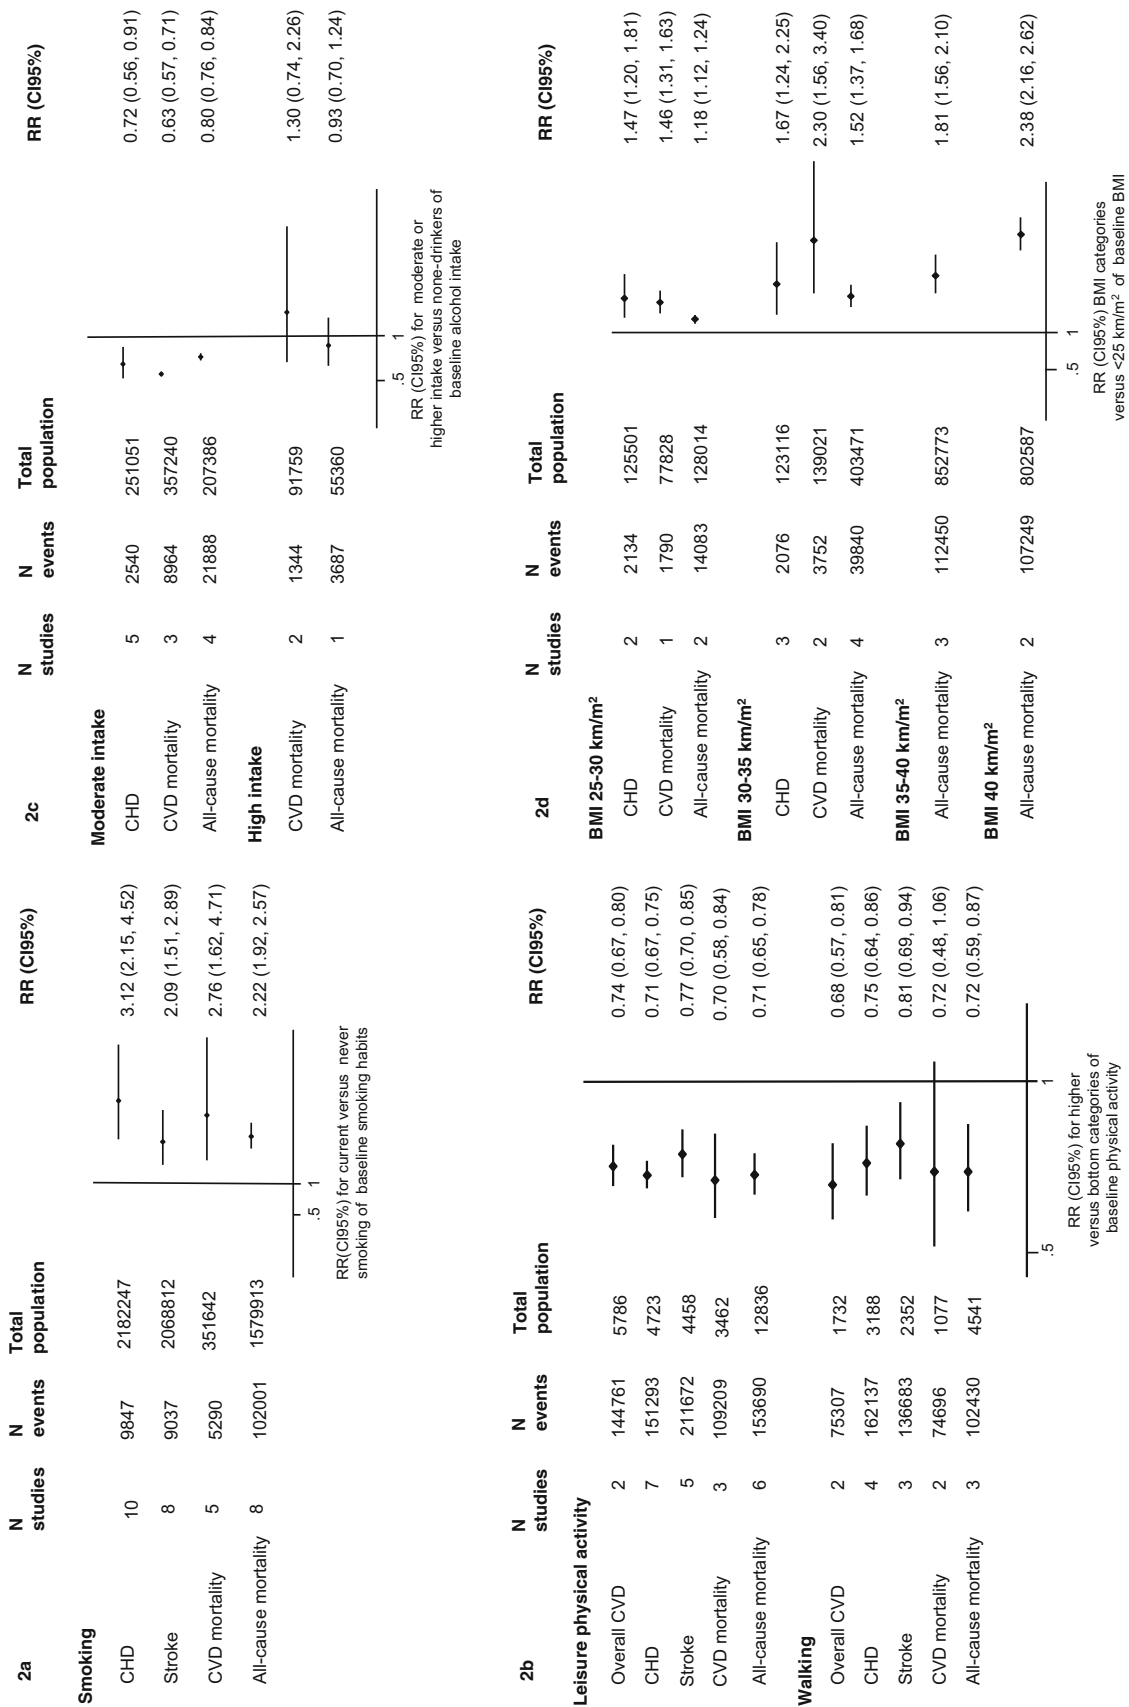 2a
N studies
N events
Total population
RR (CI95%)
Smoking
CHD 10 9847 2182247 3.12 (2.15, 4.52)
Stroke 8 9037 2068812 2.09 (1.51, 2.89)
CVD mortality 5 5290 351642 2.76 (1.62, 4.71)
All-cause mortality 8 102001 1579913 2.22 (1.92, 2.57)
.5 1
RR(CI95%) for current versus never
smoking of baseline smoking habits
2b
N studies
N events
Total population
RR (CI95%)
Leisure physical activity
Overall CVD 2 144761 5786 0.74 (0.67, 0.80)
CHD 7 151293 4723 0.71 (0.67, 0.75)
Stroke 5 211672 4458 0.77 (0.70, 0.85)
CVD mortality 3 109209 3462 0.70 (0.58, 0.84)
All-cause mortality 6 153690 12836 0.71 (0.65, 0.78)
Walking
Overall CVD 2 75307 1732 0.68 (0.57, 0.81)
CHD 4 162137 3188 0.75 (0.64, 0.86)
Stroke 3 136683 2352 0.81 (0.69, 0.94)
CVD mortality 2 74696 1077 0.72 (0.48, 1.06)
All-cause mortality 3 102430 4541 0.72 (0.59, 0.87)
.5 1
RR (CI95%) for higher
versus bottom categories of
baseline physical activity
2c
N studies
N events
Total population
RR (CI95%)
Moderate intake
CHD 5 2540 251051 0.72 (0.56, 0.91)
CVD mortality 3 8964 357240 0.63 (0.57, 0.71)
All-cause mortality 4 21888 207386 0.80 (0.76, 0.84)
High intake
CVD mortality 2 1344 91759 1.30 (0.74, 2.26)
All-cause mortality 1 3687 55360 0.93 (0.70, 1.24)
.5 1
RR (CI95%) for moderate or
higher intake versus none-drinkers of
baseline alcohol intake
2d
N studies
N events
Total population
RR (CI95%)
BMI 25-30 km/m²
CHD 2 2134 125501 1.47 (1.20, 1.81)
CVD mortality 1 1790 77828 1.46 (1.31, 1.63)
All-cause mortality 2 14083 128014 1.18 (1.12, 1.24)
BMI 30-35 km/m²
CHD 3 2076 123116 1.67 (1.24, 2.25)
CVD mortality 2 3752 139021 2.30 (1.56, 3.40)
All-cause mortality 4 39840 403471 1.52 (1.37, 1.68)
BMI 35-40 km/m²
All-cause mortality 3 112450 852773 1.81 (1.56, 2.10)
BMI 40 km/m²
All-cause mortality 2 107249 802587 2.38 (2.16, 2.62)
.5 1
RR (CI95%) BMI categories
versus <25 km/m² of baseline BMI